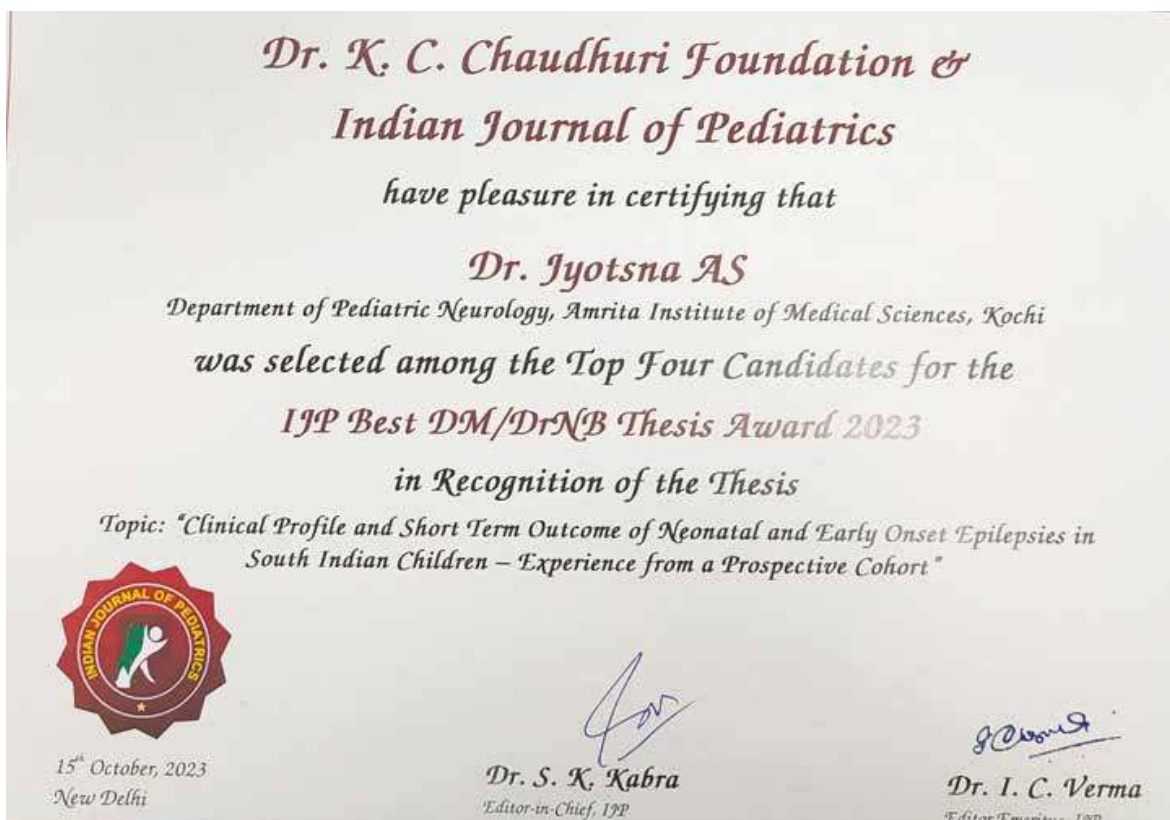 Dr. K. C. Chaudhuri Foundation &
Indian Journal of Pediatrics
have pleasure in certifying that
Dr. Jyotsna AS
Department of Pediatric Neurology, Amrita Institute of Medical Sciences, Kochi
was selected among the Top Four Candidates for the
IJP Best DM/DrNB Thesis Award 2023
in Recognition of the Thesis
Topic: "Clinical Profile and Short Term Outcome of Neonatal and Early Onset Epilepsies in
South Indian Children – Experience from a Prospective Cohort"
INDIAN JOURNAL OF PEDIATRICS
15th October, 2023
New Delhi
Dr. S. K. Kabra
Editor-in-Chief, IJP
Dr. I. C. Verma
Editor Emeritus, IJP